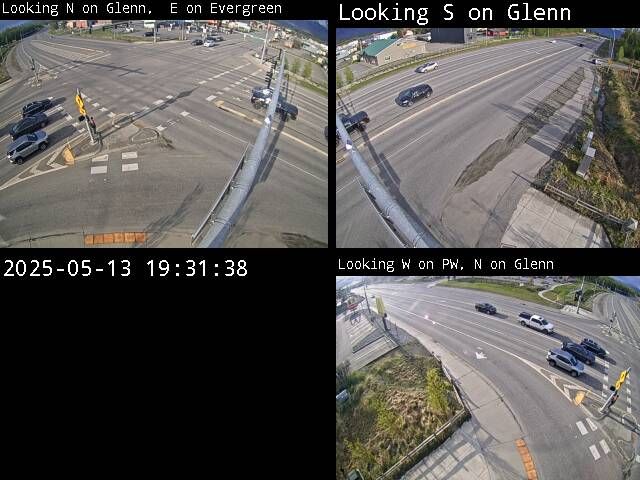 Looking N on Glenn,  E on Evergreen
Looking S on Glenn
2025-05-13 19:31:38
Looking W on PW, N on Glenn